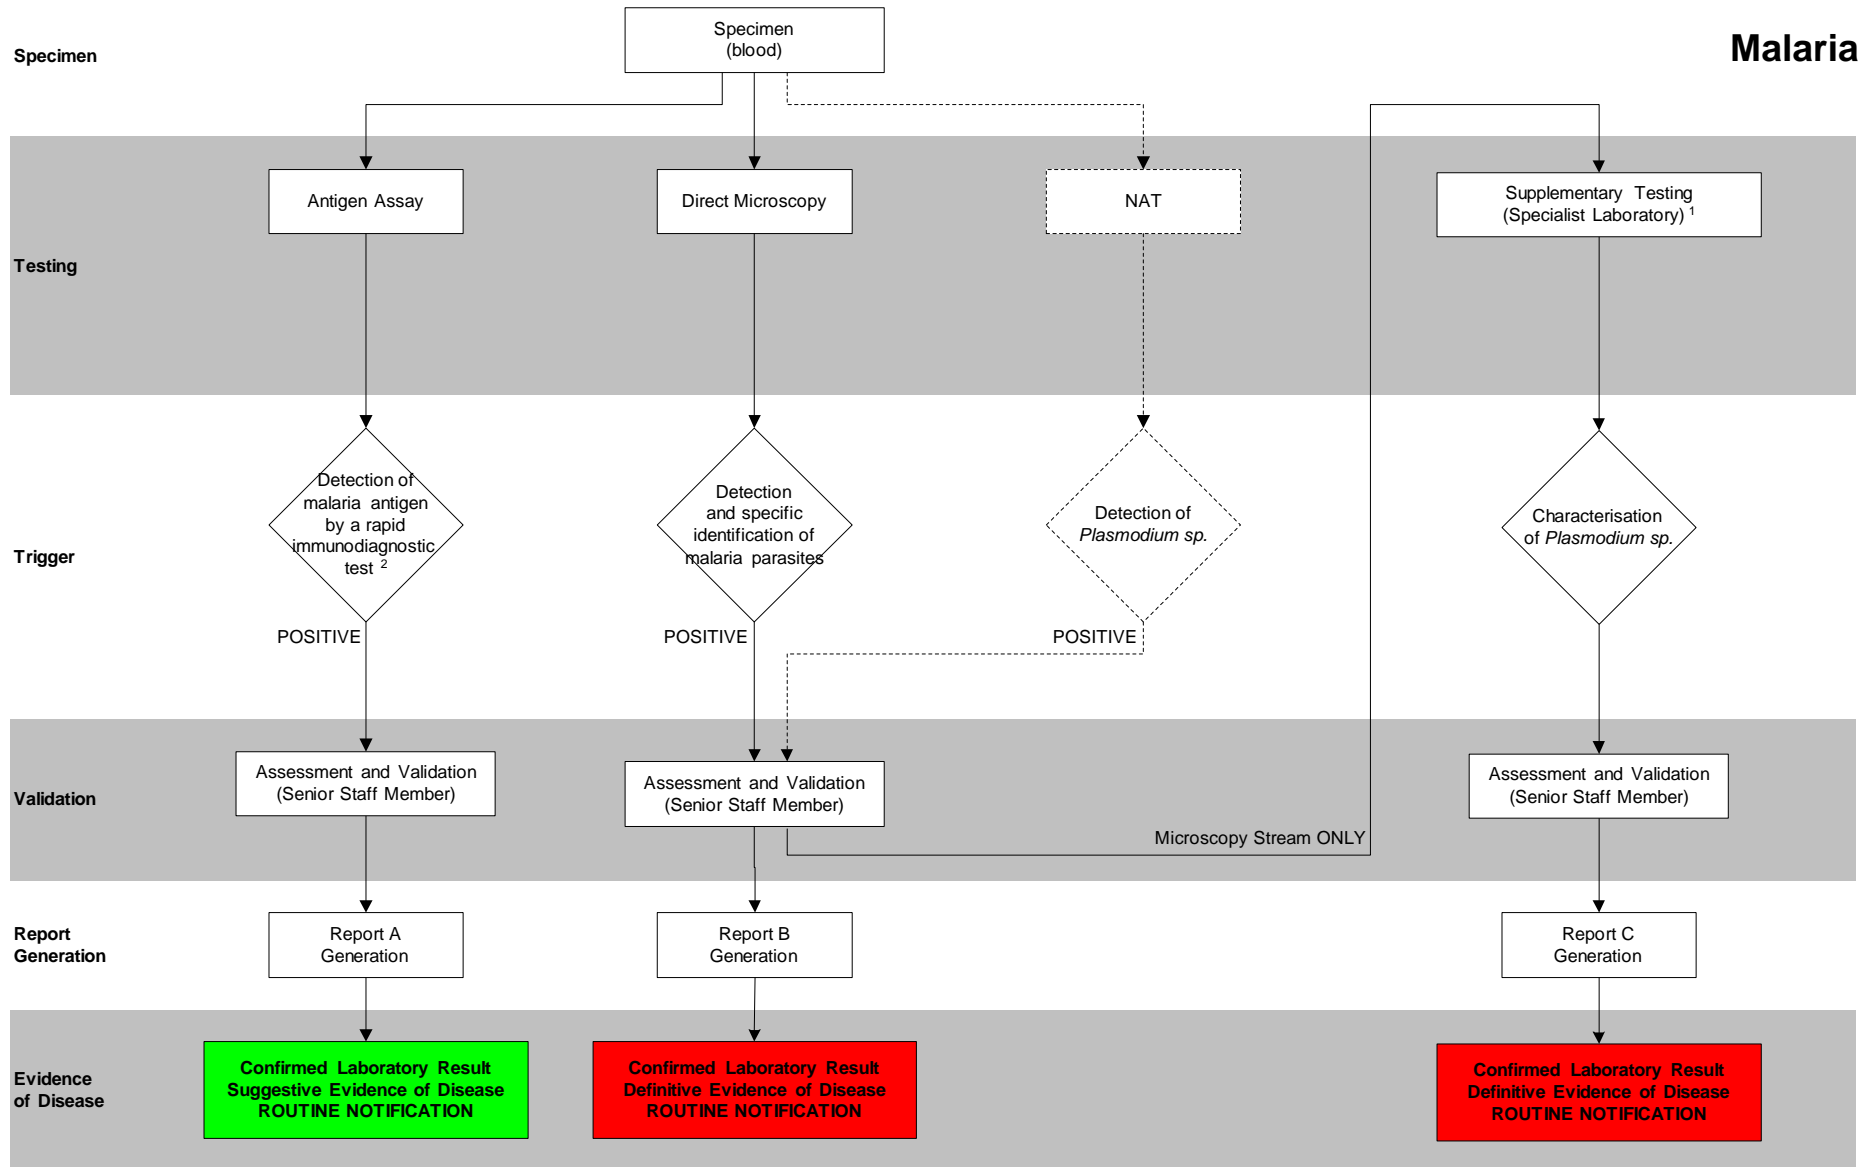 Malaria
Specimen
Specimen
(blood)
Testing
Antigen Assay
Direct Microscopy
NAT
Supplementary Testing
(Specialist Laboratory) 1
Trigger
Detection of
malaria antigen
by a rapid
immunodiagnostic
test 2
POSITIVE
Detection
and specific
identification of
malaria parasites
POSITIVE
Detection of
Plasmodium sp.
POSITIVE
Characterisation
of Plasmodium sp.
Validation
Assessment and Validation
(Senior Staff Member)
Assessment and Validation
(Senior Staff Member)
Microscopy Stream ONLY
Assessment and Validation
(Senior Staff Member)
Report
Generation
Report A
Generation
Report B
Generation
Report C
Generation
Evidence
of Disease
Confirmed Laboratory Result
Suggestive Evidence of Disease
ROUTINE NOTIFICATION
Confirmed Laboratory Result
Definitive Evidence of Disease
ROUTINE NOTIFICATION
Confirmed Laboratory Result
Definitive Evidence of Disease
ROUTINE NOTIFICATION